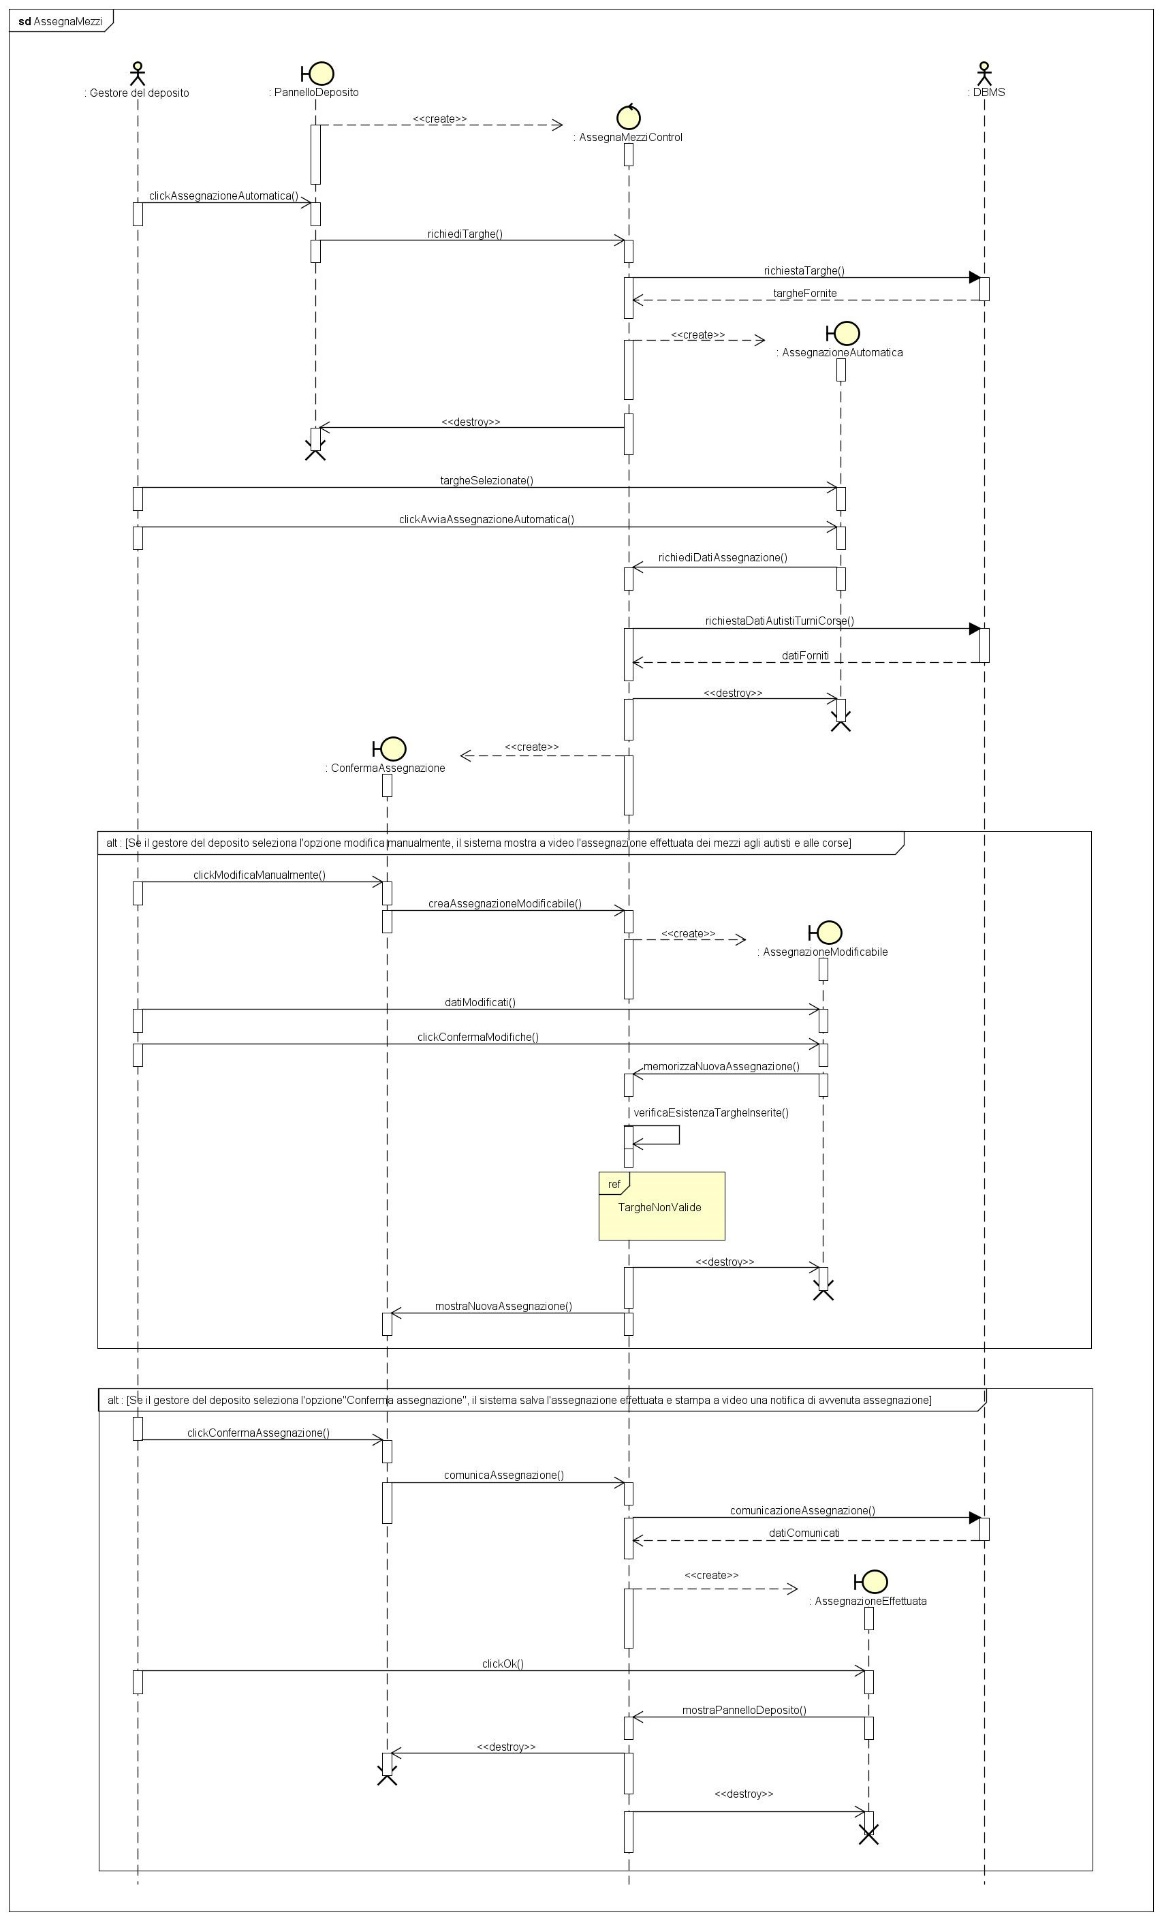 sd AssegnaMezzi
: Gestore del deposito
: PannelloDeposito
: DBMS
<<create>>
: AssegnaMezziControl
clickAssegnazioneAutomatica()
richiediTarghe()
richiestaTarghe()
targheFornite
<<create>>
: AssegnazioneAutomatica
<<destroy>>
targheSelezionate()
clickAvviaAssegnazioneAutomatica()
richiediDatiAssegnazione()
richiestaDatiAutistiTurniCorse()
datiForniti
<<destroy>>
<<create>>
: ConfermaAssegnazione
alt : [Se il gestore del deposito seleziona l'opzione modifica manualmente, il sistema mostra a video l'assegnazione effettuata dei mezzi agli autisti e alle corse]
clickModificaManualmente()
creaAssegnazioneModificabile()
<<create>>
: AssegnazioneModificabile
datiModificati()
clickConfermaModifiche()
memorizzaNuovaAssegnazione()
verificaEsistenzaTargheInserite()
ref
TargheNonValide
<<destroy>>
mostraNuovaAssegnazione()
alt : [Se il gestore del deposito seleziona l'opzione"Conferma assegnazione", il sistema salva l'assegnazione effettuata e stampa a video una notifica di avvenuta assegnazione]
clickConfermaAssegnazione()
comunicaAssegnazione()
comunicazioneAssegnazione()
datiComunicati
<<create>>
: AssegnazioneEffettuata
clickOk()
mostraPannelloDeposito()
<<destroy>>
<<destroy>>